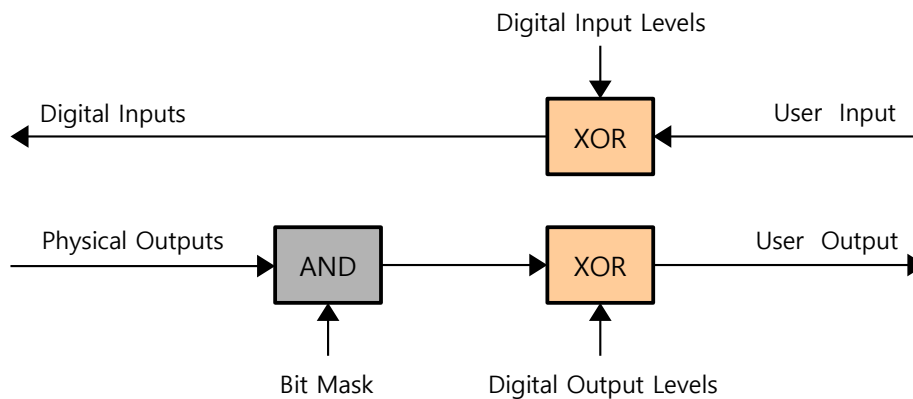 Digital Input Levels
Digital Inputs
XOR
User Input
Physical Outputs
AND
XOR
User Output
Bit Mask
Digital Output Levels